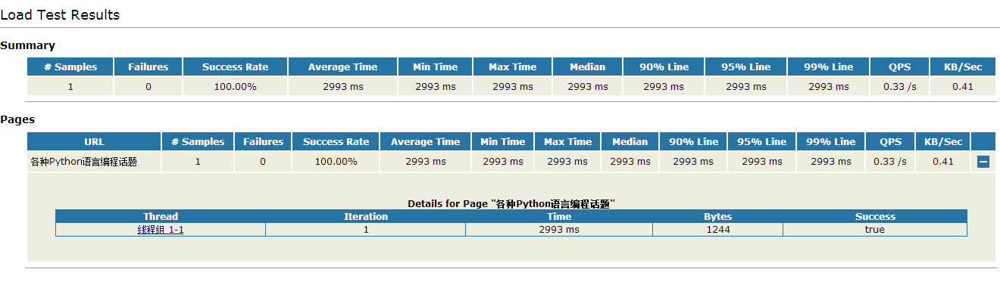 Load Test Results
Summary
# Samples Failures Success Rate Average Time Min Time Max Time Median 90% Line 95% Line 99% Line QPS KB/Sec
1 0 100.00% 2993 ms 2993 ms 2993 ms 2993 ms 2993 ms 2993 ms 2993 ms 0.33 /s 0.41
Pages
URL # Samples Failures Success Rate Average Time Min Time Max Time Median 90% Line 95% Line 99% Line QPS KB/Sec
各种Python语言编程话题 1 0 100.00% 2993 ms 2993 ms 2993 ms 2993 ms 2993 ms 2993 ms 2993 ms 0.33 /s 0.41
Details for Page "各种Python语言编程话题"
Thread Iteration Time Bytes Success
线程组 1-1 1 2993 ms 1244 true